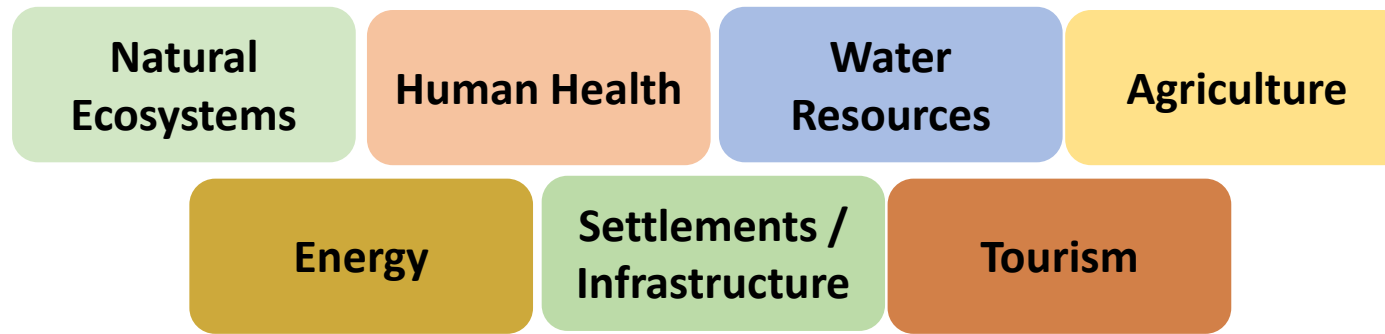 Natural
Ecosystems
Human Health
Water
Resources
Agriculture
Energy
Settlements /
Infrastructure
Tourism